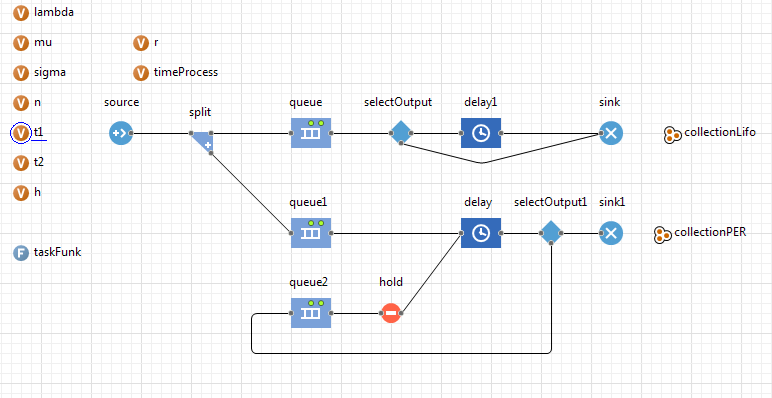 lambda
mu r
sigma timeProcess
n source split queue selectOutput delay1 sink
t1 collectionLifo
t2
h queue1 delay selectOutput1 sink1
collectionPER
taskFunk
queue2 hold